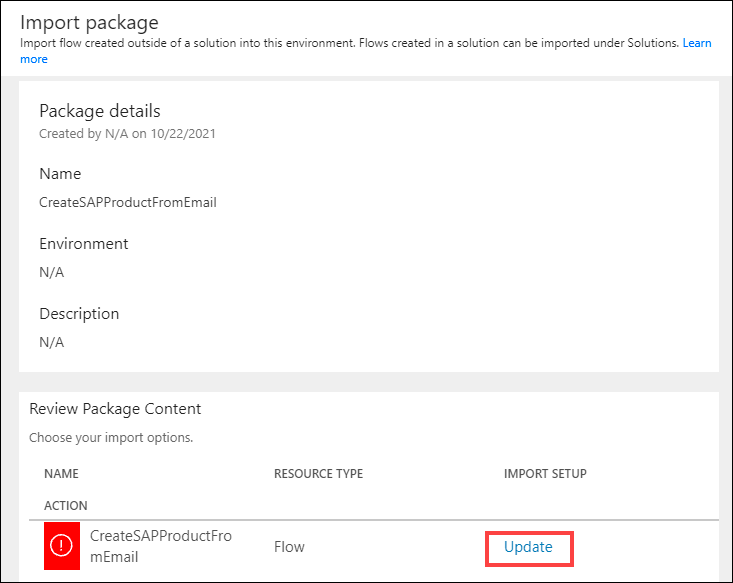 Import package
Import flow created outside of a solution into this environment. Flows created in a solution can be imported under Solutions. Learn
more
Package details
Created by N/A on 10/22/2021
Name
CreateSAPProductFromEmail
Environment
N/A
Description
N/A
Review Package Content
Choose your import options.
NAME RESOURCE TYPE IMPORT SETUP
ACTION
CreateSAPProductFro
mEmail
Flow Update